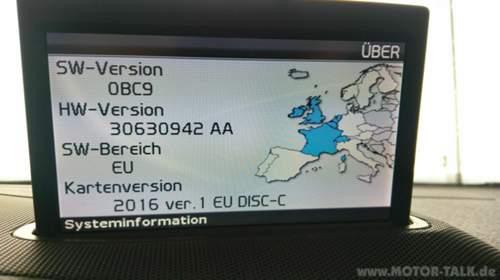 ÜBER
SW-Version
0BC9
HW-Version
30630942 AA
SW-Bereich
EU
Kartenversion
2016 ver.1 EU DISC-C
Systeminformation
www.MOTOR-TALK.de